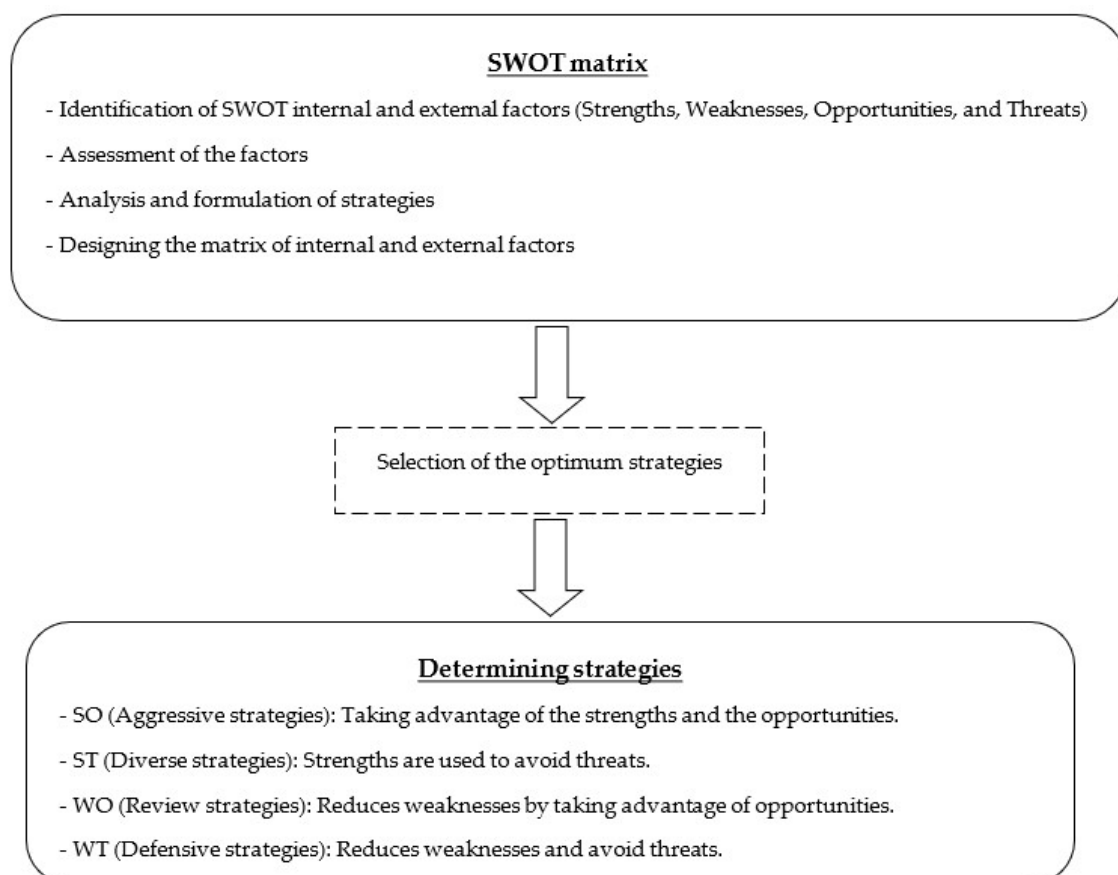 SWOT matrix
- Identification of SWOT internal and external factors (Strengths, Weaknesses, Opportunities, and Threats)
- Assessment of the factors
- Analysis and formulation of strategies
- Designing the matrix of internal and external factors
Selection of the optimum strategies
Determining strategies
- SO (Aggressive strategies): Taking advantage of the strengths and the opportunities.
- ST (Diverse strategies): Strengths are used to avoid threats.
- WO (Review strategies): Reduces weaknesses by taking advantage of opportunities.
- WT (Defensive strategies): Reduces weaknesses and avoid threats.